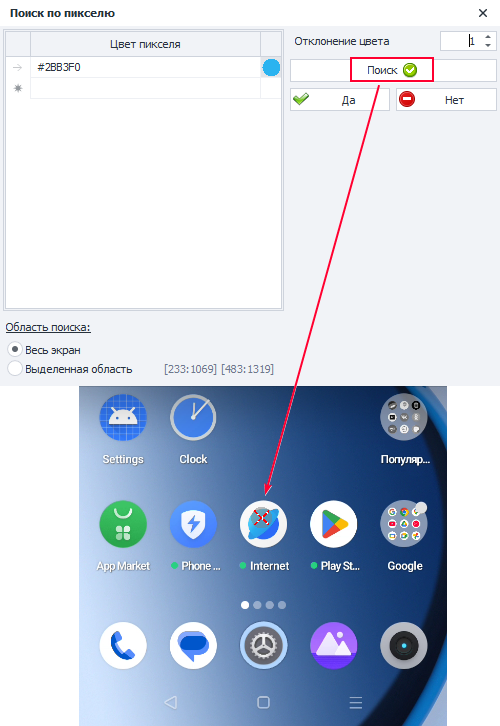 Поиск по пикселю
Цвет пикселя
Отклонение цвета 1
#2BB3F0
Поиск
Да
Нет
Область поиска:
Весь экран
Выделенная область [233:1069] [483:1319]
Settings
Clock
Популяр...
App Market
Phone ...
Internet
Play St...
Google